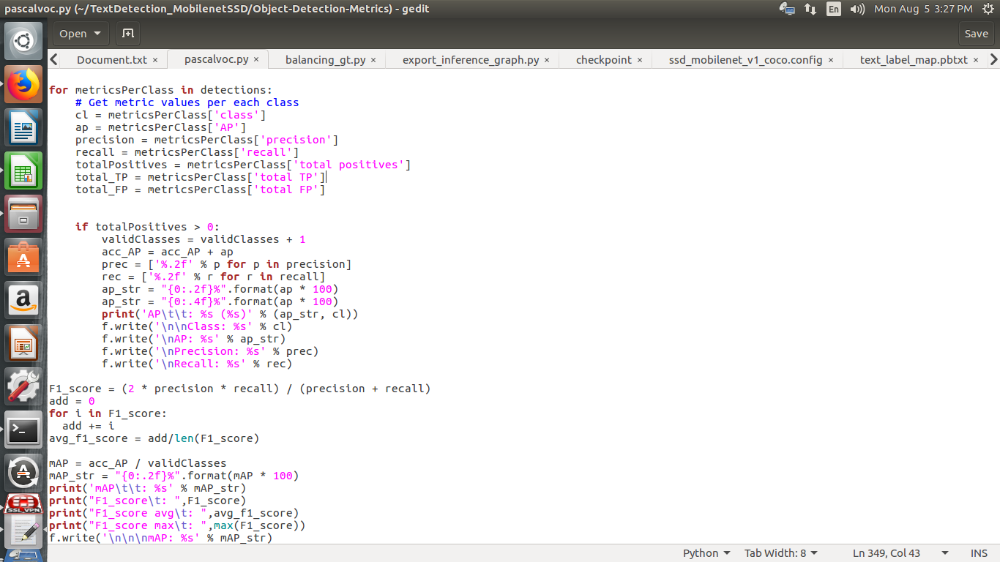 pascalvoc.py (~/TextDetection_MobilenetSSD/Object-Detection-Metrics) - gedit
En
Mon Aug 5 3:27 PM
Open
Save
Document.txt × pascalvoc.py × balancing_gt.py × export_inference_graph.py × checkpoint × ssd_mobilenet_v1_coco.config × text_label_map.pbtxt ×
for metricsPerClass in detections:
    # Get metric values per each class
    cl = metricsPerClass['class']
    ap = metricsPerClass['AP']
    precision = metricsPerClass['precision']
    recall = metricsPerClass['recall']
    totalPositives = metricsPerClass['total positives']
    total_TP = metricsPerClass['total TP']
    total_FP = metricsPerClass['total FP']
    if totalPositives > 0:
        validClasses = validClasses + 1
        acc_AP = acc_AP + ap
        prec = ['%.2f' % p for p in precision]
        rec = ['%.2f' % r for r in recall]
        ap_str = "{0:.2f}%".format(ap * 100)
        ap_str = "{0:.4f}%".format(ap * 100)
        print('AP\t\t: %s (%s)' % (ap_str, cl))
        f.write('\n\nClass: %s' % cl)
        f.write('\nAP: %s' % ap_str)
        f.write('\nPrecision: %s' % prec)
        f.write('\nRecall: %s' % rec)
F1_score = (2 * precision * recall) / (precision + recall)
add = 0
for i in F1_score:
  add += i
avg_f1_score = add/len(F1_score)
mAP = acc_AP / validClasses
mAP_str = "{0:.2f}%".format(mAP * 100)
print('mAP\t\t: %s' % mAP_str)
print("F1_score\t: ",F1_score)
print("F1_score avg\t: ",avg_f1_score)
print("F1_score max\t: ",max(F1_score))
f.write('\n\n\nmAP: %s' % mAP_str)
SSL VPN
Python Tab Width: 8 Ln 349, Col 43 INS